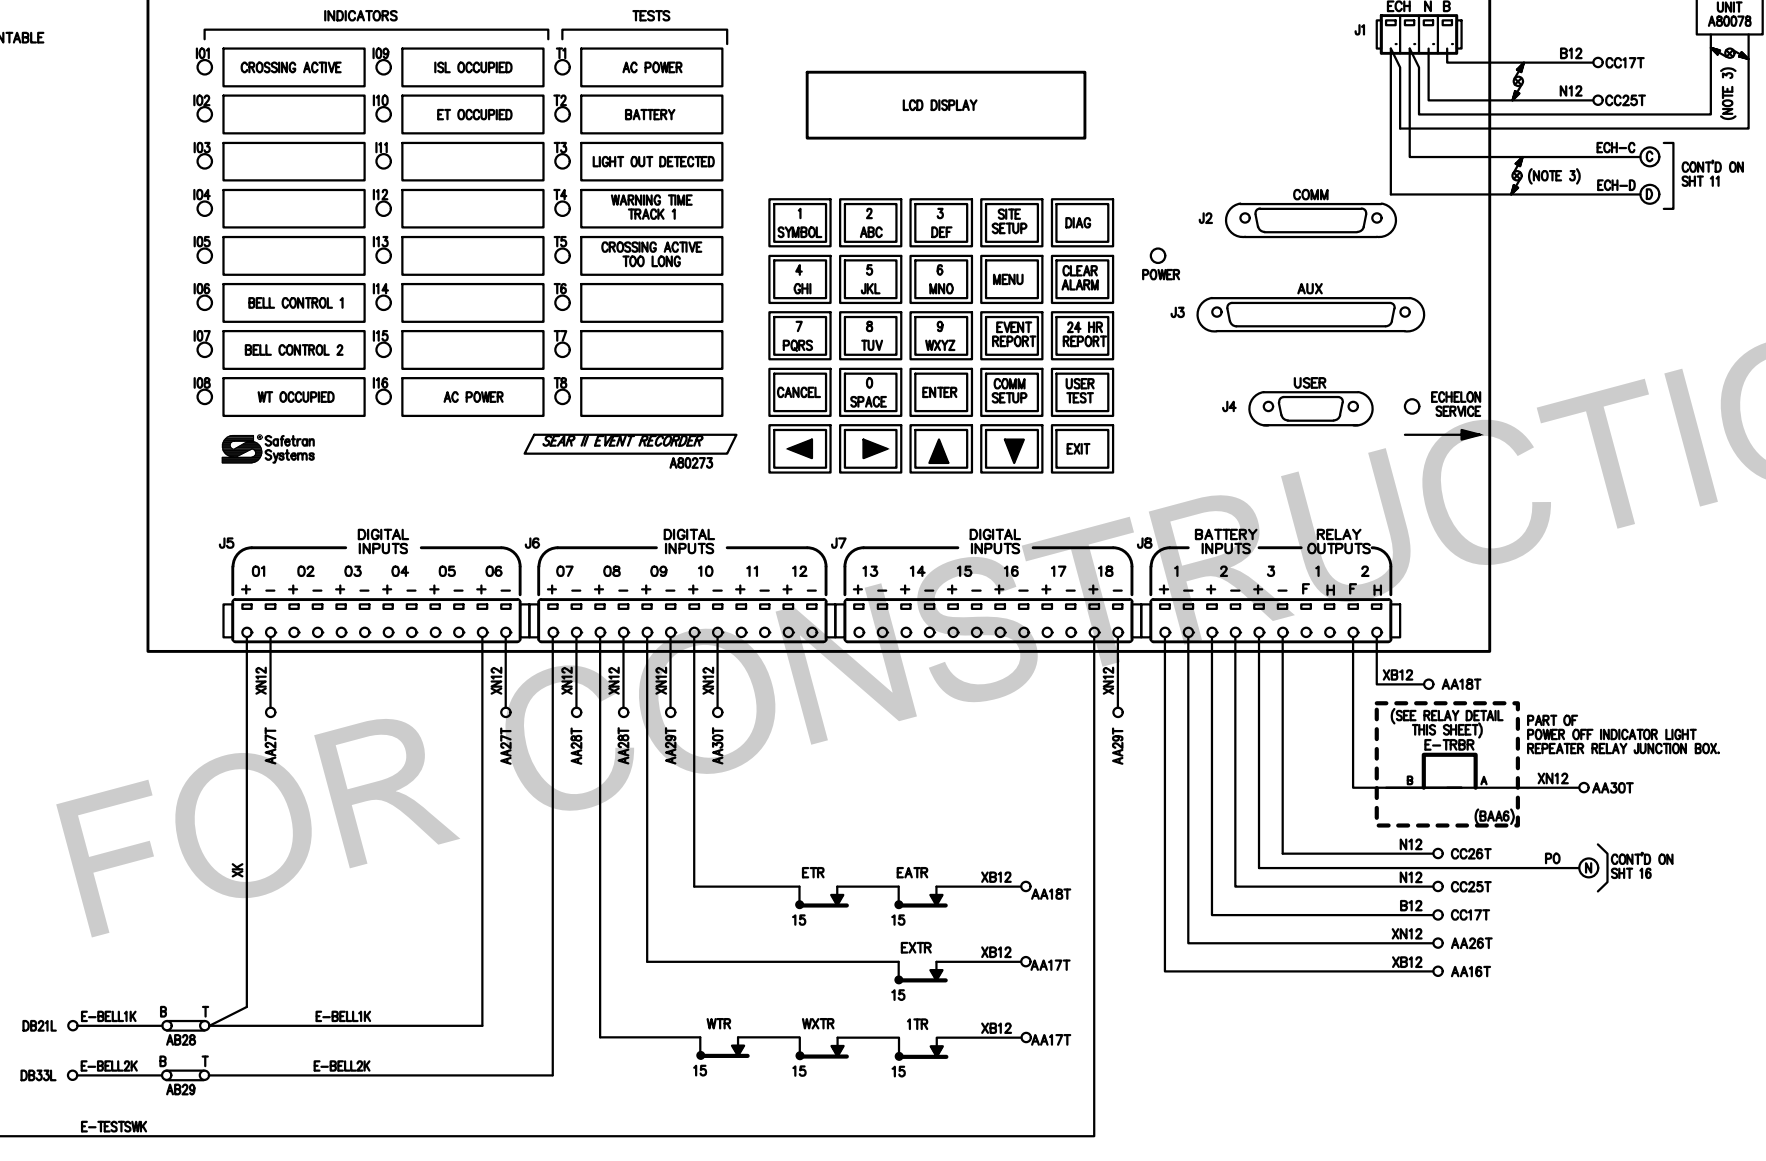 NTABLE
INDICATORS
TESTS
I01 CROSSING ACTIVE
I02
I03
I04
I05
I06 BELL CONTROL 1
I07 BELL CONTROL 2
I08 WT OCCUPIED
I09 ISL OCCUPIED
I10 ET OCCUPIED
I11
I12
I13
I14
I15
I16 AC POWER
T1 AC POWER
T2 BATTERY
T3 LIGHT OUT DETECTED
T4 WARNING TIME
TRACK 1
T5 CROSSING ACTIVE
TOO LONG
T6
T7
T8
® Safetran
Systems
SEAR II EVENT RECORDER
A80273
LCD DISPLAY
1
SYMBOL
2
ABC
3
DEF
SITE
SETUP
DIAG
4
GHI
5
JKL
6
MNO
MENU
CLEAR
ALARM
7
PQRS
8
TUV
9
WXYZ
EVENT
REPORT
24 HR
REPORT
CANCEL
0
SPACE
ENTER
COMM
SETUP
USER
TEST
EXIT
POWER
COMM
J2
AUX
J3
USER
J4
ECHELON
SERVICE
ECH N B
J1
UNIT
A80078
B12 CC17T
N12 CC25T
(NOTE 3)
ECH-C C
(NOTE 3)
ECH-D D
CONT'D ON
SHT 11
J5
DIGITAL
INPUTS
01 02 03 04 05 06
+ - + - + - + - + - + -
J6
DIGITAL
INPUTS
07 08 09 10 11 12
+ - + - + - + - + - + -
J7
DIGITAL
INPUTS
13 14 15 16 17 18
+ - + - + - + - + - + -
J8
BATTERY
INPUTS
RELAY
OUTPUTS
1 2 3 1 2
+ - + - + - F H F H
XN12
AA27T
XN12
AA27T
XN12
AA28T
XN12
AA28T
XN12
AA29T
XN12
AA30T
XN12
AA29T
XB12 AA18T
(SEE RELAY DETAIL
THIS SHEET)
E-TRBR
B A
(BAA6)
PART OF
POWER OFF INDICATOR LIGHT
REPEATER RELAY JUNCTION BOX.
XN12 AA30T
N12 CC26T
PO N
CONT'D ON
SHT 16
N12 CC25T
B12 CC17T
XN12 AA26T
XB12 AA16T
XK
ETR EATR XB12 AA18T
15 15
EXTR XB12 AA17T
15
WTR WXTR 1TR XB12 AA17T
15 15 15
DB21L E-BELL1K B T E-BELL1K
AB28
DB33L E-BELL2K B T E-BELL2K
AB29
E-TESTSWK
FOR CONSTRUCTIO